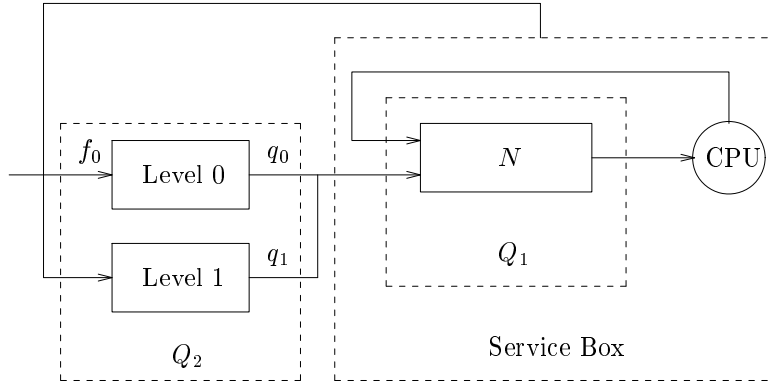 f₀
Level 0
q₀
N
CPU
Level 1
q₁
Q₁
Q₂
Service Box